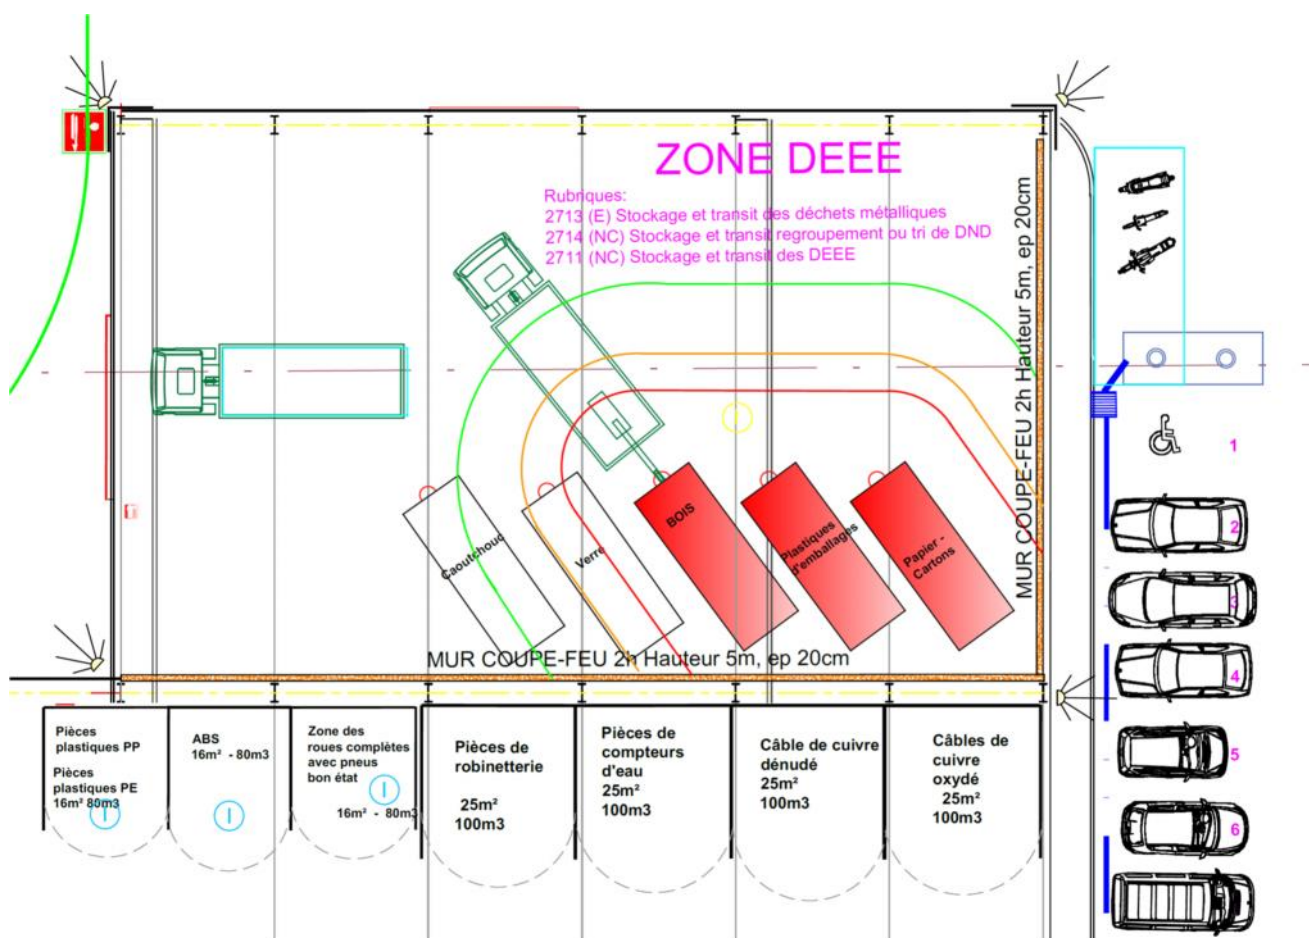 ZONE DEEE
Rubriques:
2713 (E) Stockage et transit des déchets métalliques
2714 (NC) Stockage et transit regroupement ou tri de DND
2711 (NC) Stockage et transit des DEEE
MUR COUPE-FEU 2h Hauteur 5m, ep 20cm
1
2
3
4
5
6
Caoutchouc
Verre
BOIS
Plastiques
d'emballages
Papier -
Cartons
MUR COUPE-FEU 2h Hauteur 5m, ep 20cm
Pièces
plastiques PP
Pièces
plastiques PE
16m² 80m3
ABS
16m² - 80m3
Zone des
roues complètes
avec pneus
bon état
16m² - 80m3
Pièces de
robinetterie
25m²
100m3
Pièces de
compteurs
d'eau
25m²
100m3
Câble de cuivre
dénudé
25m²
100m3
Câbles de
cuivre
oxydé
25m²
100m3